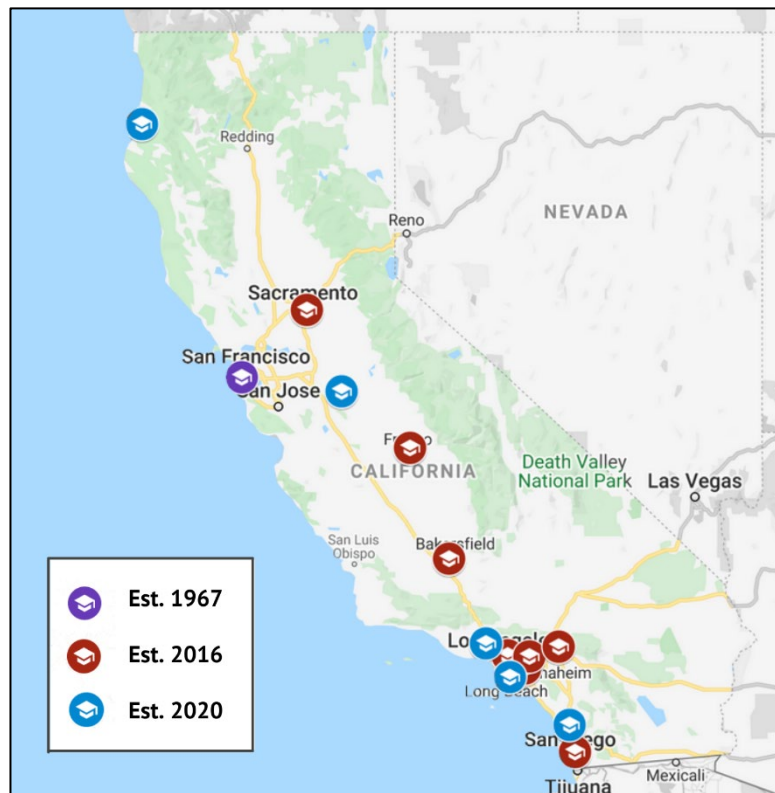 Redding
Reno
NEVADA
Sacramento
San Francisco
San Jose
CALIFORNIA
Death Valley
National Park
Las Vegas
San Luis
Obispo
Long Beach
Tijuana
Mexicali
Est. 1967
Est. 2016
Est. 2020